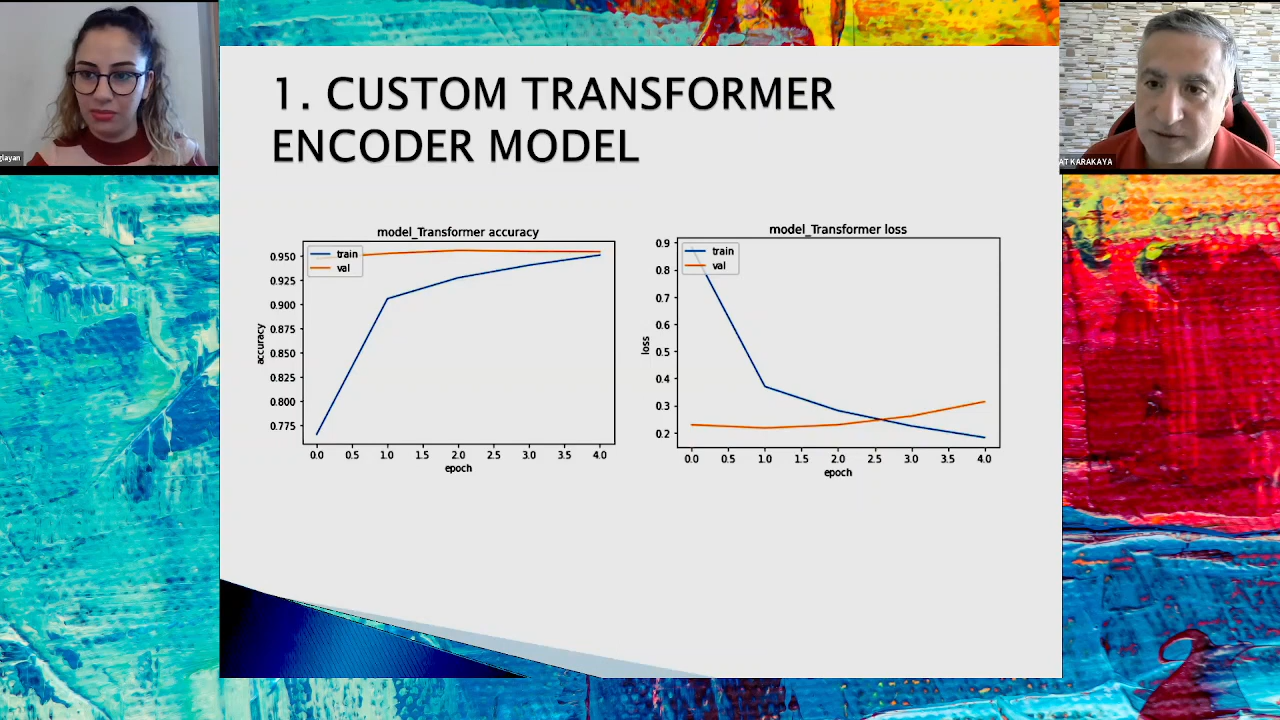 1. CUSTOM TRANSFORMER
ENCODER MODEL
glayan
AT KARAKAYA
model_Transformer accuracy
train
val
0.950
0.925
0.900
0.875
0.850
0.825
0.800
0.775
accuracy
0.0 0.5 1.0 1.5 2.0 2.5 3.0 3.5 4.0
epoch
model_Transformer loss
train
val
0.9
0.8
0.7
0.6
0.5
0.4
0.3
0.2
loss
0.0 0.5 1.0 1.5 2.0 2.5 3.0 3.5 4.0
epoch